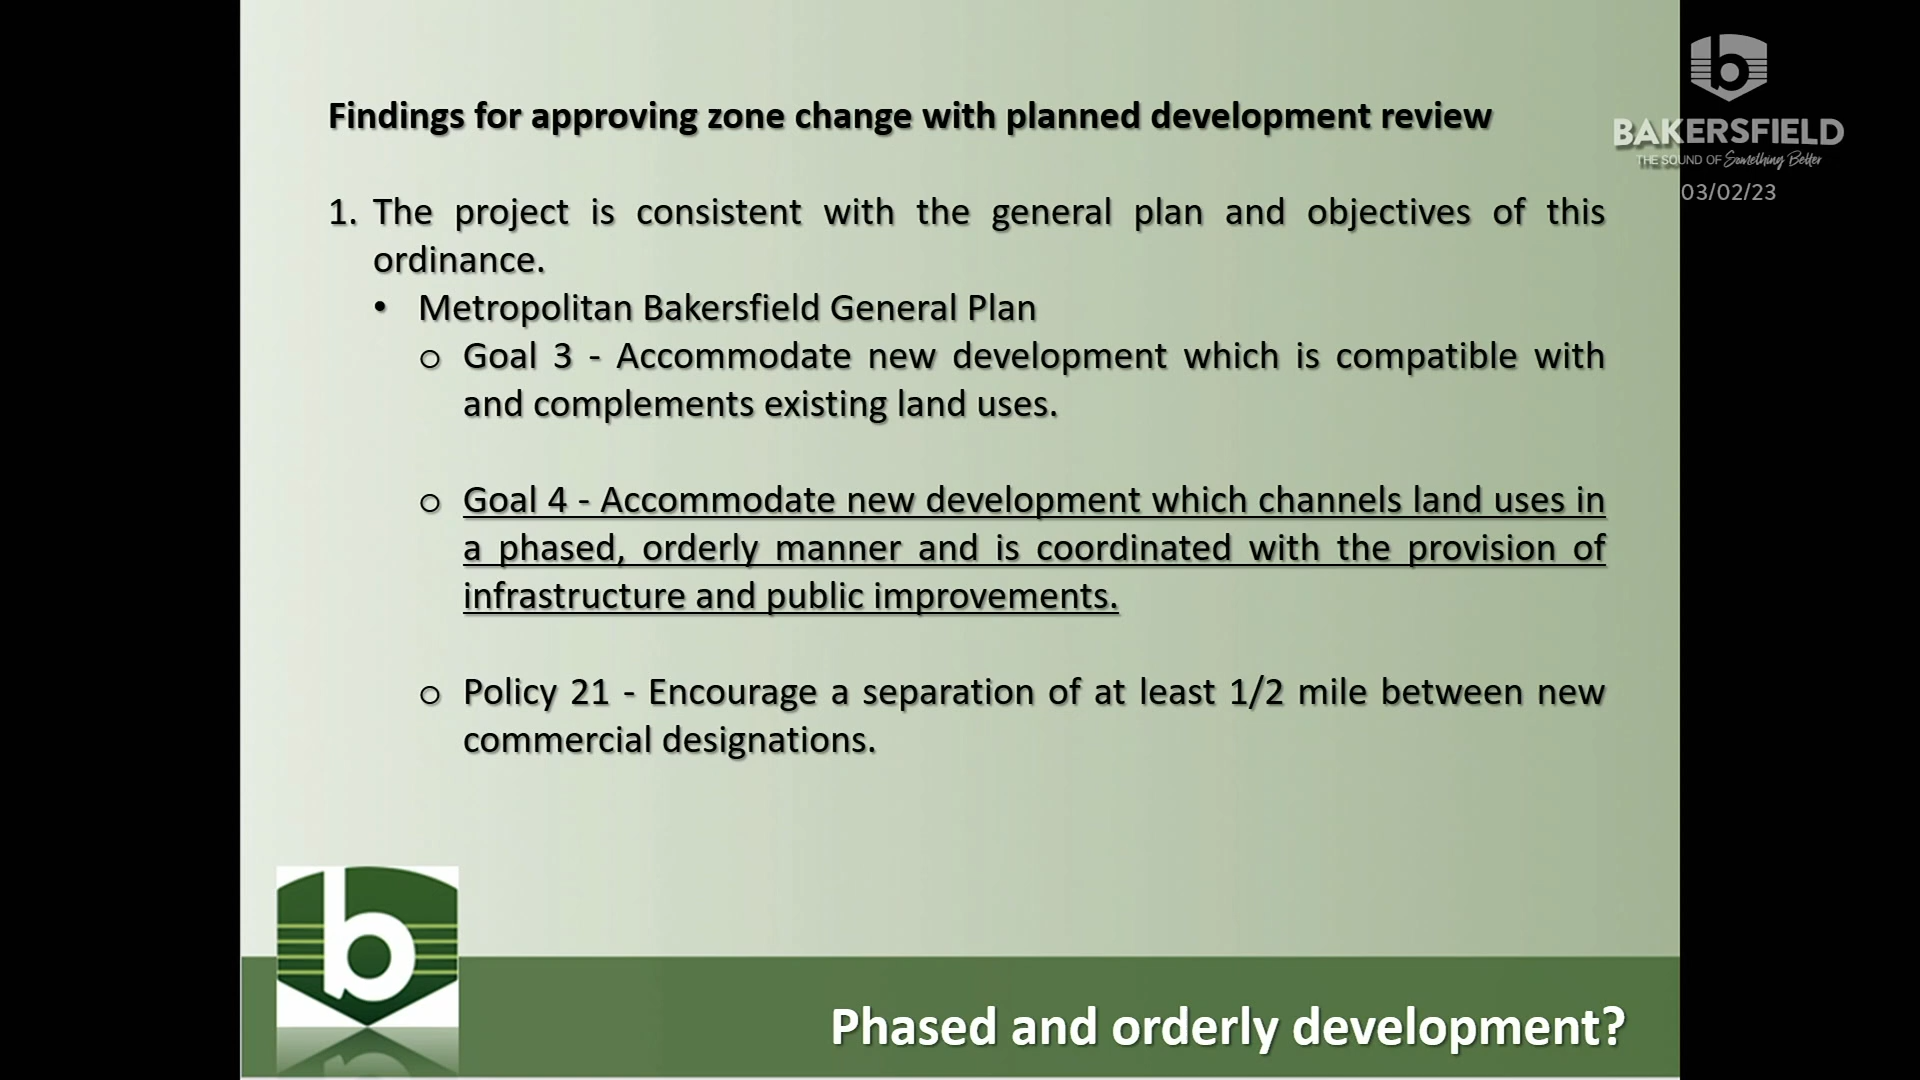 Findings for approving zone change with planned development review
BAKERSFIELD
THE SOUND OF Something Better
03/02/23
1. The project is consistent with the general plan and objectives of this
ordinance.
• Metropolitan Bakersfield General Plan
o Goal 3 - Accommodate new development which is compatible with
and complements existing land uses.
o Goal 4 - Accommodate new development which channels land uses in
a phased, orderly manner and is coordinated with the provision of
infrastructure and public improvements.
o Policy 21 - Encourage a separation of at least 1/2 mile between new
commercial designations.
b
Phased and orderly development?